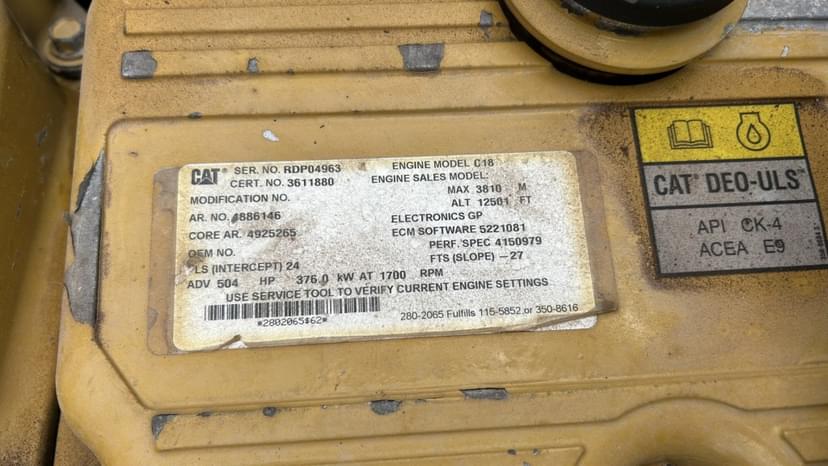 CAT SER. NO. RDP04963 ENGINE MODEL C18
CERT. NO. 3611880 ENGINE SALES MODEL:
MODIFICATION NO. MAX 3810 M
ALT 12501 FT
AR. NO. 4886146 ELECTRONICS GP
CORE AR. 4925265 ECM SOFTWARE 5221081
OEM NO. PERF. SPEC 4150979
LS (INTERCEPT) 24 FTS (SLOPE) -27
ADV 504 HP 376.0 kW AT 1700 RPM
USE SERVICE TOOL TO VERIFY CURRENT ENGINE SETTINGS
*2802065$62* 280-2065 Fulfills 115-5852 or 350-8616
CAT® DEO-ULS™
API CK-4
ACEA E9